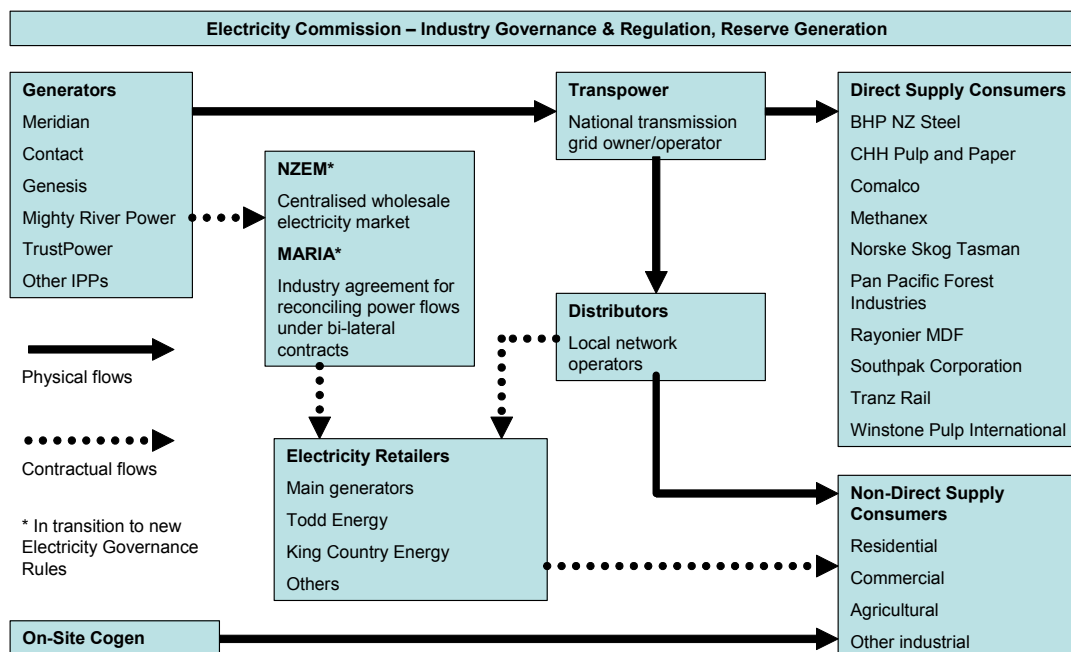 Electricity Commission – Industry Governance & Regulation, Reserve Generation
Generators
Meridian
Contact
Genesis
Mighty River Power
TrustPower
Other IPPs
NZEM*
Centralised wholesale
electricity market
MARIA*
Industry agreement for
reconciling power flows
under bi-lateral
contracts
Transpower
National transmission
grid owner/operator
Direct Supply Consumers
BHP NZ Steel
CHH Pulp and Paper
Comalco
Methanex
Norske Skog Tasman
Pan Pacific Forest
Industries
Rayonier MDF
Southpak Corporation
Tranz Rail
Winstone Pulp International
Distributors
Local network
operators
Physical flows
Contractual flows
* In transition to new
Electricity Governance
Rules
Electricity Retailers
Main generators
Todd Energy
King Country Energy
Others
Non-Direct Supply
Consumers
Residential
Commercial
Agricultural
Other industrial
On-Site Cogen